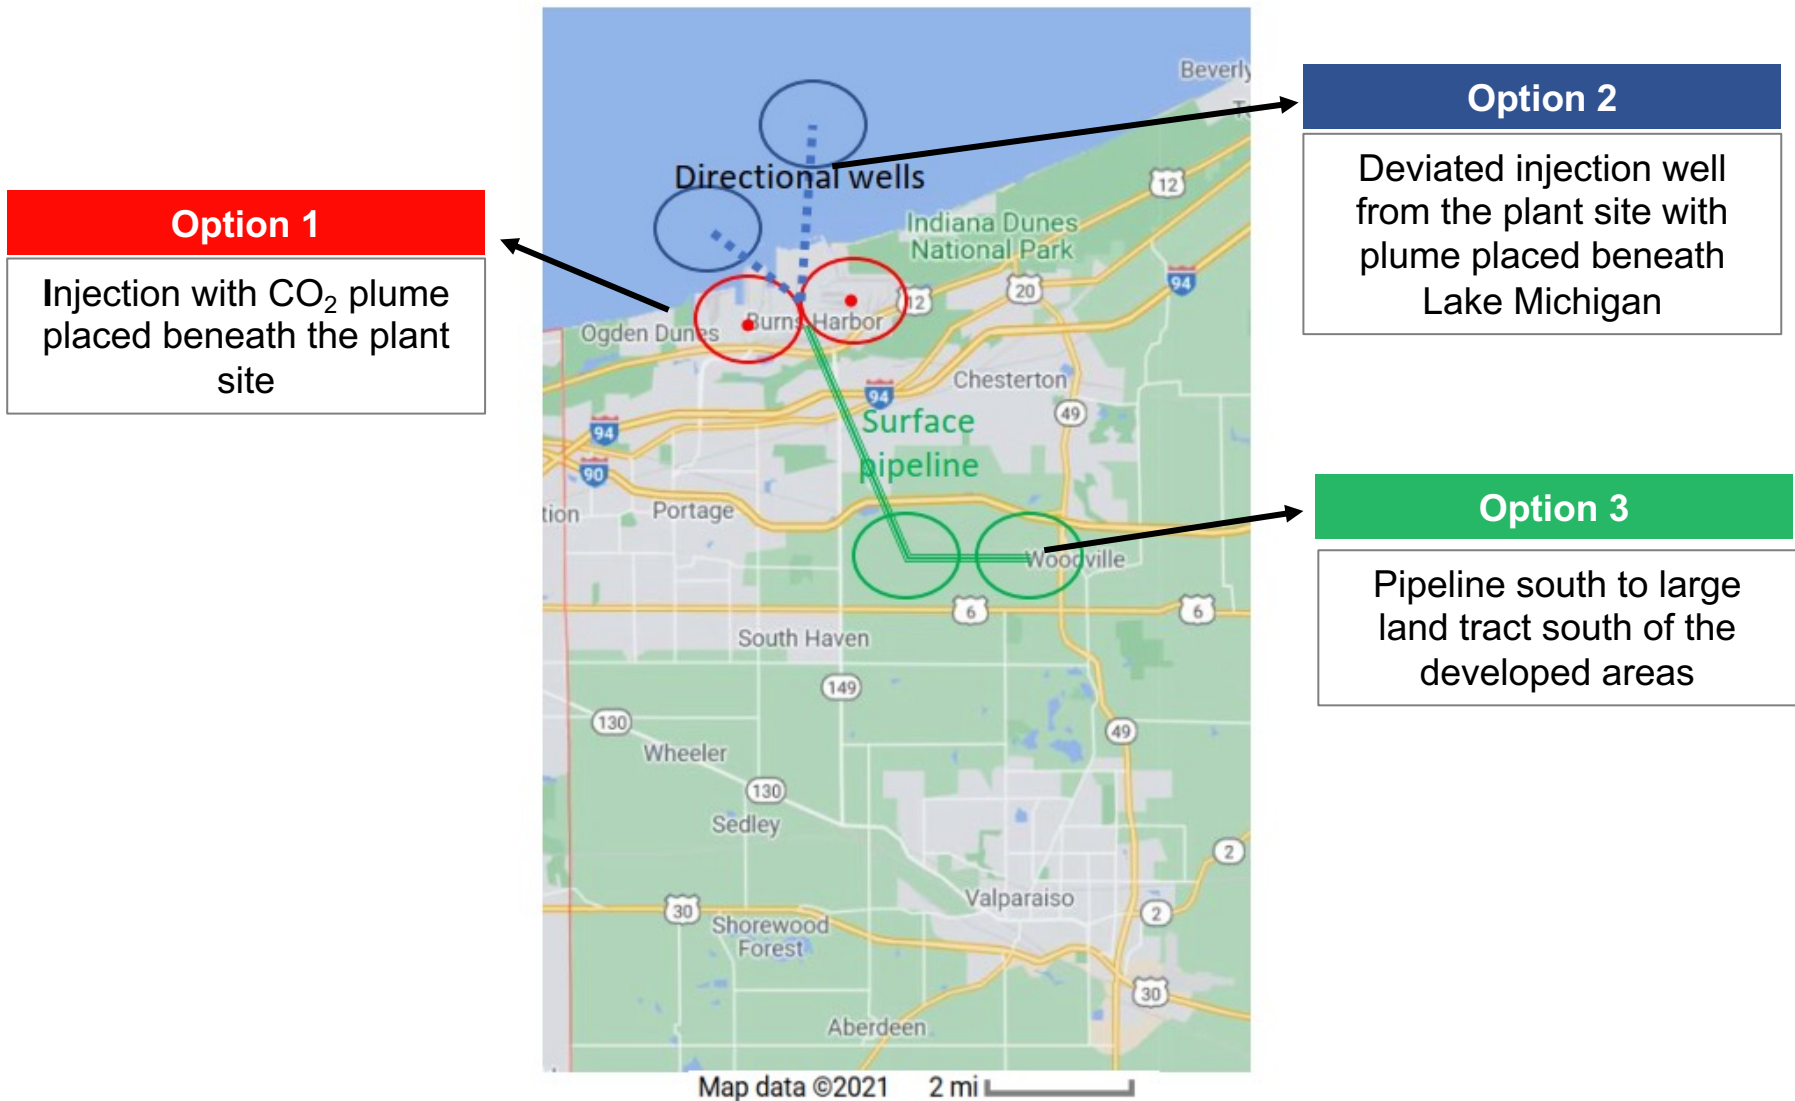 Option 1
Injection with CO₂ plume
placed beneath the plant
site
Option 2
Deviated injection well
from the plant site with
plume placed beneath
Lake Michigan
Option 3
Pipeline south to large
land tract south of the
developed areas
Beverly
To
Directional wells
12
Indiana Dunes
National Park
94
20
12
Ogden Dunes
Burns Harbor
94
Chesterton
49
Surface
pipeline
94
90
tion
Portage
Woodville
6
6
South Haven
149
130
49
Wheeler
130
Sedley
2
Valparaiso
30
2
Shorewood
Forest
30
Aberdeen
Map data ©2021
2 mi